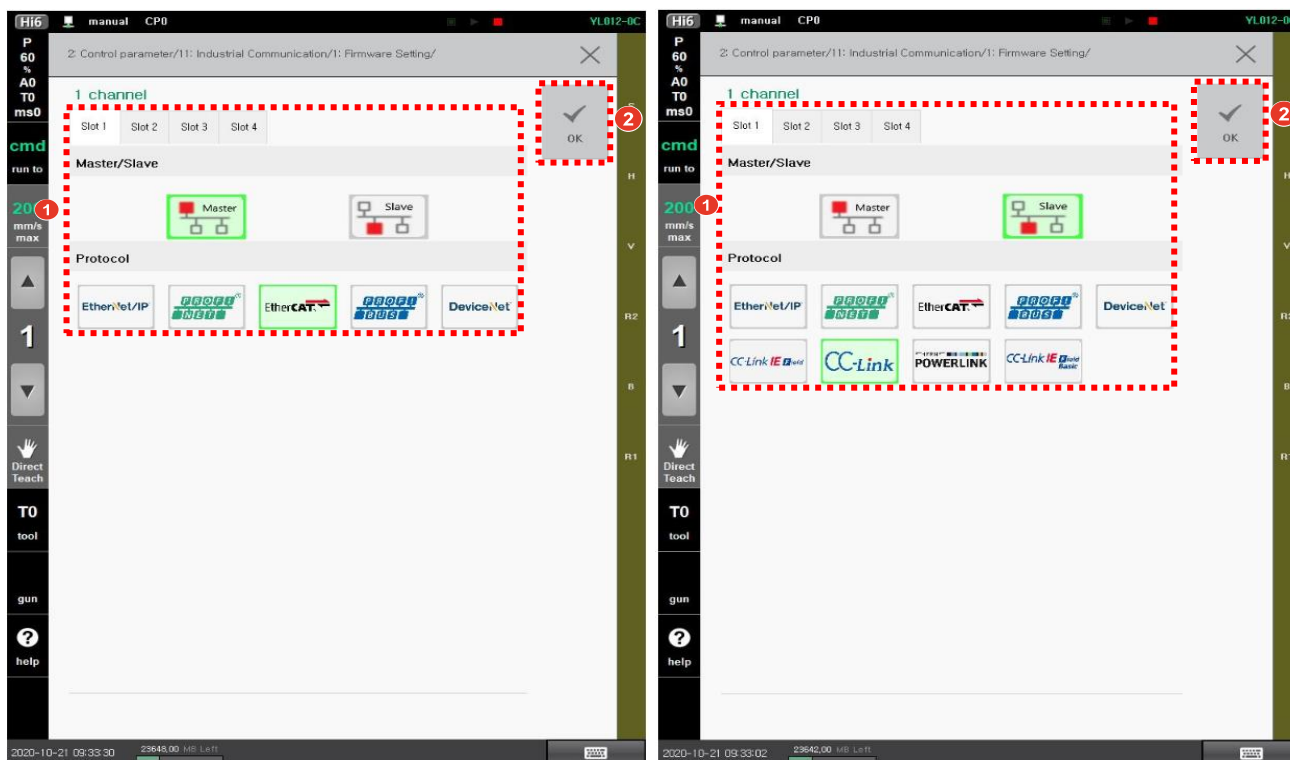 Hi6 manual CP0 YL012-0C
P
60
%
A0
T0
ms0
cmd
run to
200
mm/s
max
1
Direct
Teach
T0
tool
gun
help
2: Control parameter/11: Industrial Communication/1: Firmware Setting/
1 channel
Slot 1 Slot 2 Slot 3 Slot 4
Master/Slave
1
Master Slave
Protocol
EtherNet/IP PROFI NET EtherCAT PROFI BUS DeviceNet
OK
2
H
V
R2
B
R1
2020-10-21 09:33:30 23648,00 MB Left
Hi6 manual CP0 YL012-0C
P
60
%
A0
T0
ms0
cmd
run to
200
mm/s
max
1
Direct
Teach
T0
tool
gun
help
2: Control parameter/11: Industrial Communication/1: Firmware Setting/
1 channel
Slot 1 Slot 2 Slot 3 Slot 4
Master/Slave
1
Master Slave
Protocol
EtherNet/IP PROFI NET EtherCAT PROFI BUS DeviceNet
CC-Link IE Field CC-Link POWERLINK CC-Link IE Field Basic
OK
2
H
V
R2
B
R1
2020-10-21 09:33:02 23642,00 MB Left